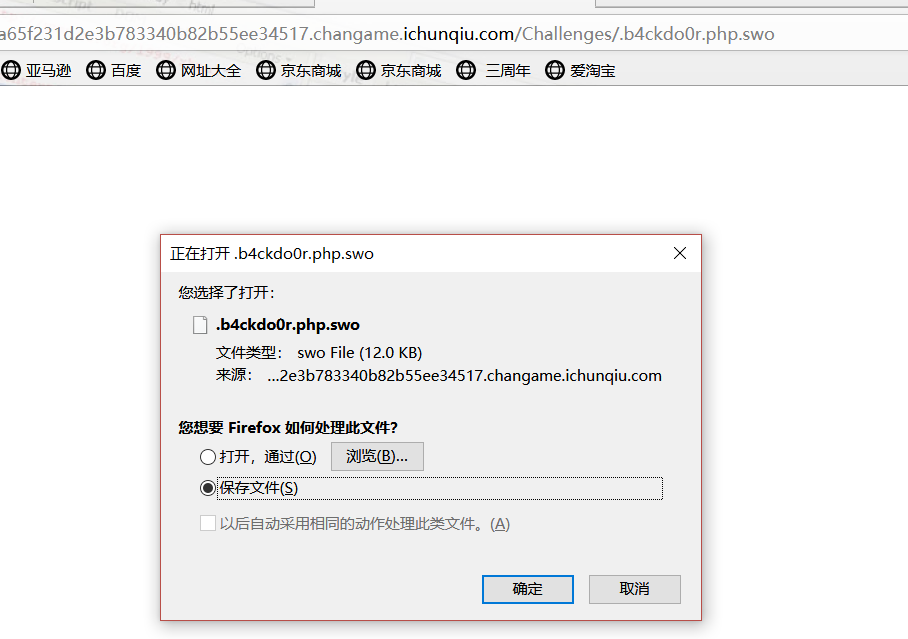 a65f231d2e3b783340b82b55ee34517.changame.ichunqiu.com/Challenges/.b4ckdo0r.php.swo
亚马逊 百度 网址大全 京东商城 京东商城 三周年 爱淘宝
正在打开 .b4ckdo0r.php.swo
您选择了打开：
.b4ckdo0r.php.swo
文件类型： swo File (12.0 KB)
来源： ...2e3b783340b82b55ee34517.changame.ichunqiu.com
您想要 Firefox 如何处理此文件？
打开，通过(O) 浏览(B)...
保存文件(S)
以后自动采用相同的动作处理此类文件。(A)
确定 取消